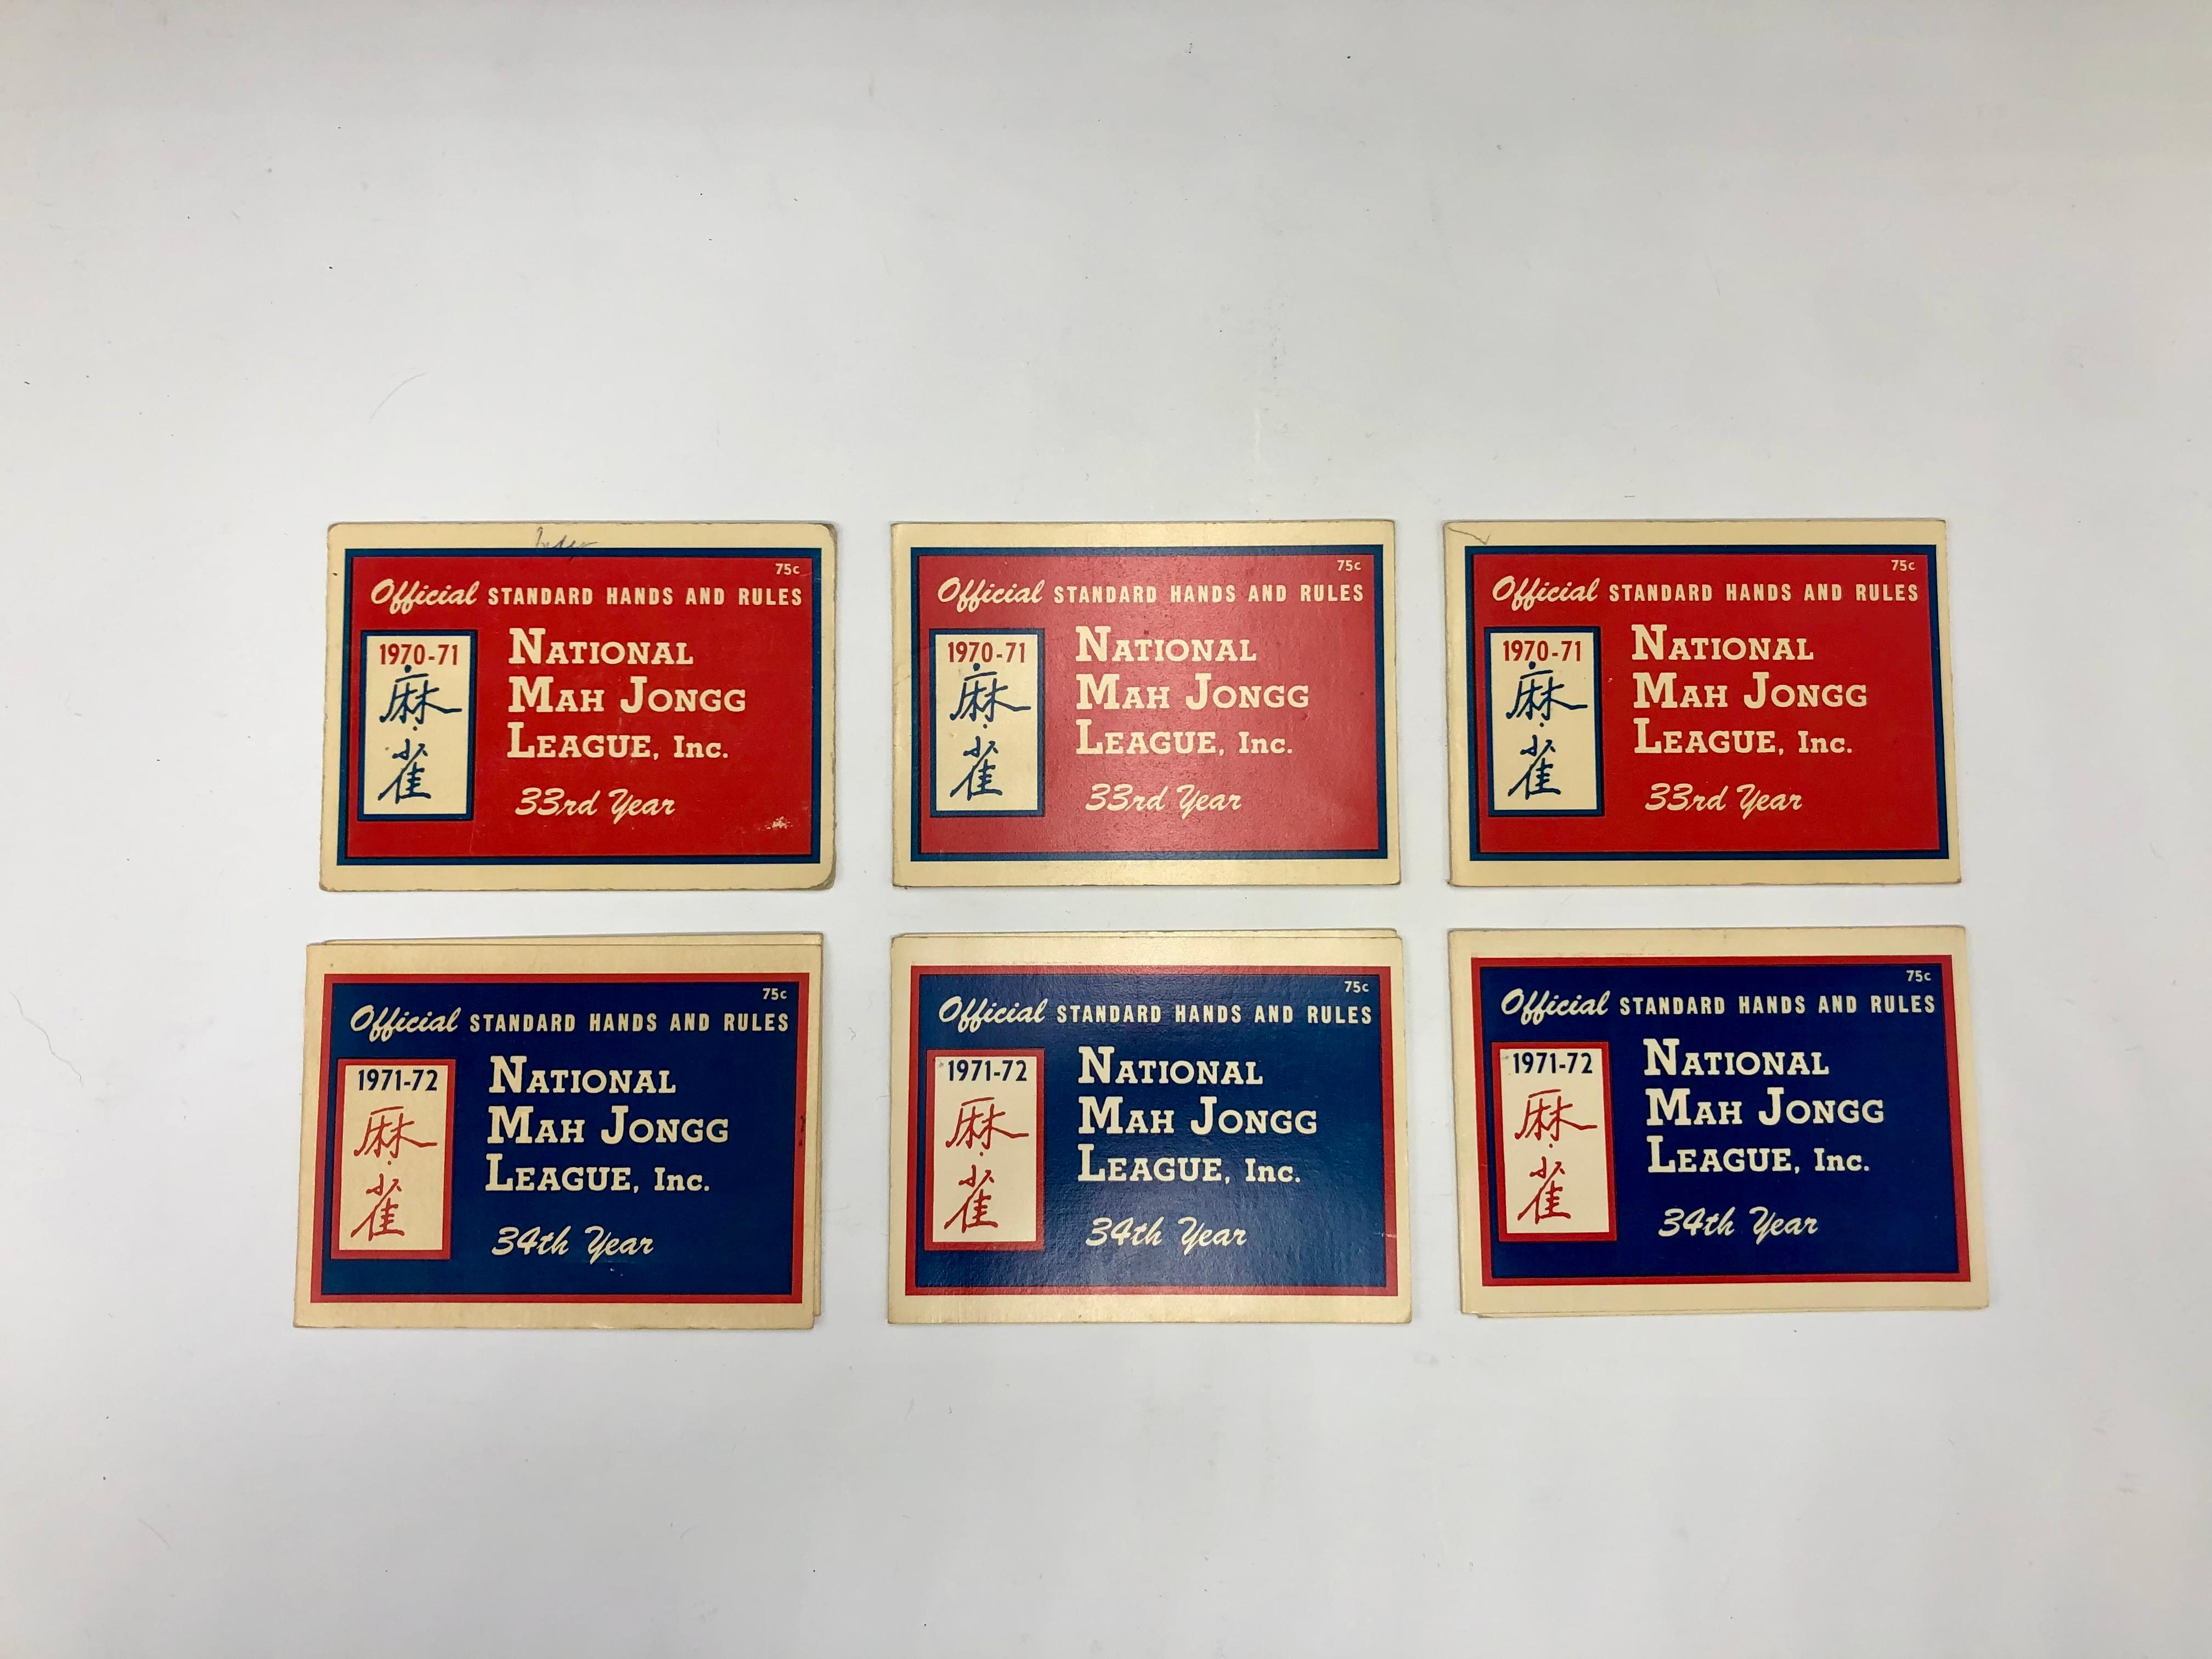 75c
Official STANDARD HANDS AND RULES
1970-71
麻雀
NATIONAL
MAH JONGG
LEAGUE, Inc.
33rd Year
75c
Official STANDARD HANDS AND RULES
1970-71
麻雀
NATIONAL
MAH JONGG
LEAGUE, Inc.
33rd Year
75c
Official STANDARD HANDS AND RULES
1970-71
麻雀
NATIONAL
MAH JONGG
LEAGUE, Inc.
33rd Year
75c
Official STANDARD HANDS AND RULES
1971-72
麻雀
NATIONAL
MAH JONGG
LEAGUE, Inc.
34th Year
75c
Official STANDARD HANDS AND RULES
1971-72
麻雀
NATIONAL
MAH JONGG
LEAGUE, Inc.
34th Year
75c
Official STANDARD HANDS AND RULES
1971-72
麻雀
NATIONAL
MAH JONGG
LEAGUE, Inc.
34th Year